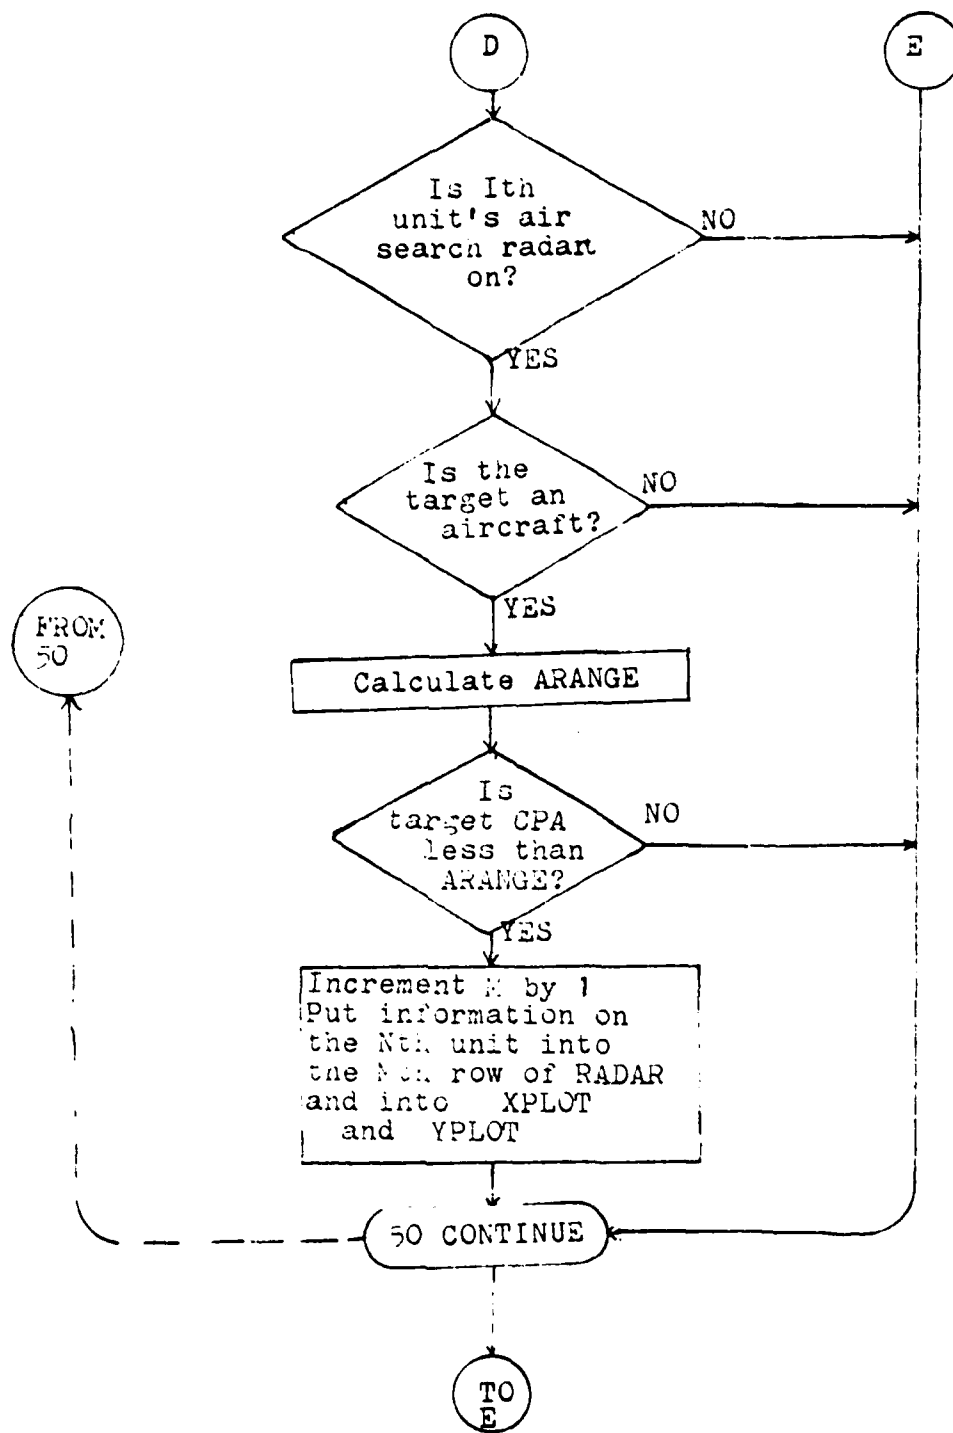 D
E
Is Ith
unit's air
search radart
on?
NO
YES
Is the
target an
aircraft?
NO
YES
FROM
50
Calculate ARANGE
Is
target CPA
less than
ARANGE?
NO
YES
Increment by 1
Put information on
the Nth unit into
the row of RADAR
and into XPLOT
and YPLOT
50 CONTINUE
TO
E